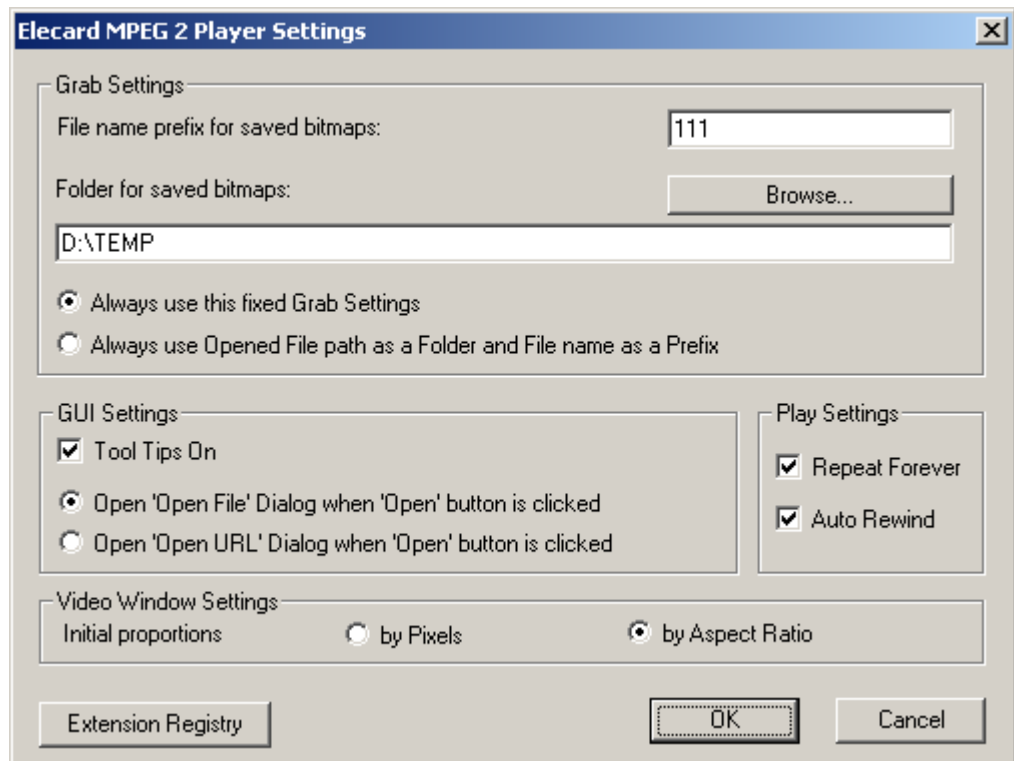 Elecard MPEG 2 Player Settings
Grab Settings
File name prefix for saved bitmaps:
111
Folder for saved bitmaps:
Browse...
D:\TEMP
Always use this fixed Grab Settings
Always use Opened File path as a Folder and File name as a Prefix
GUI Settings
Tool Tips On
Open 'Open File' Dialog when 'Open' button is clicked
Open 'Open URL' Dialog when 'Open' button is clicked
Play Settings
Repeat Forever
Auto Rewind
Video Window Settings
Initial proportions
by Pixels
by Aspect Ratio
Extension Registry
OK
Cancel